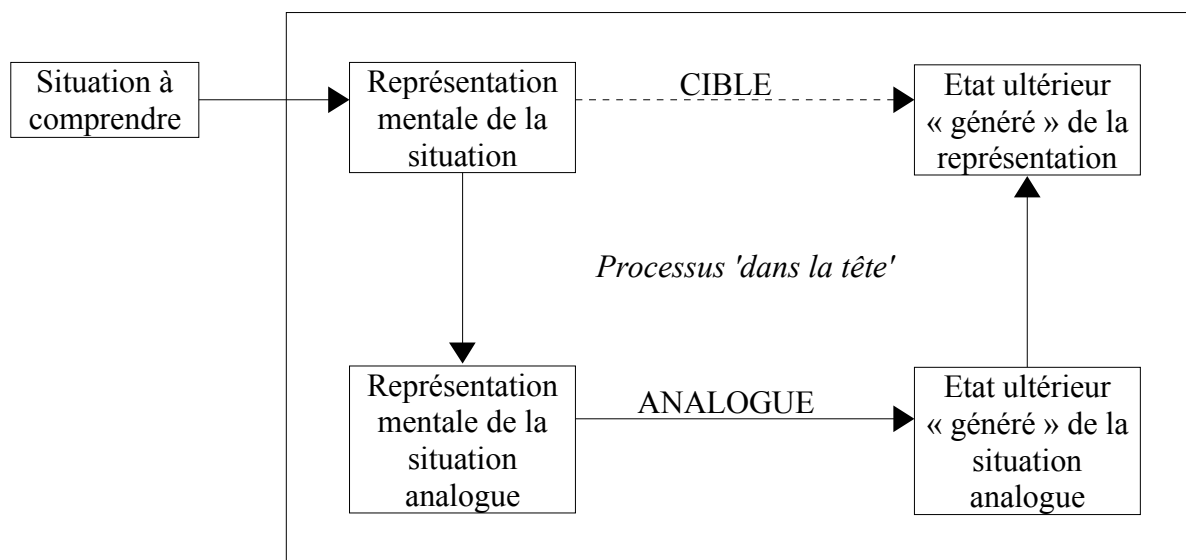 Situation à
comprendre
Représentation
mentale de la
situation
CIBLE
Etat ultérieur
« généré » de la
représentation
Processus 'dans la tête'
Représentation
mentale de la
situation
analogue
ANALOGUE
Etat ultérieur
« généré » de la
situation
analogue